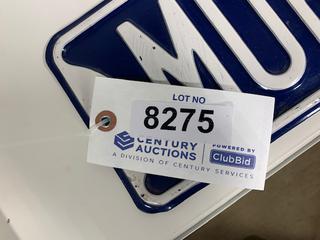 MU
LOT NO
8275
CENTURY
AUCTIONS
A DIVISION OF CENTURY SERVICES
POWERED BY
ClubBid